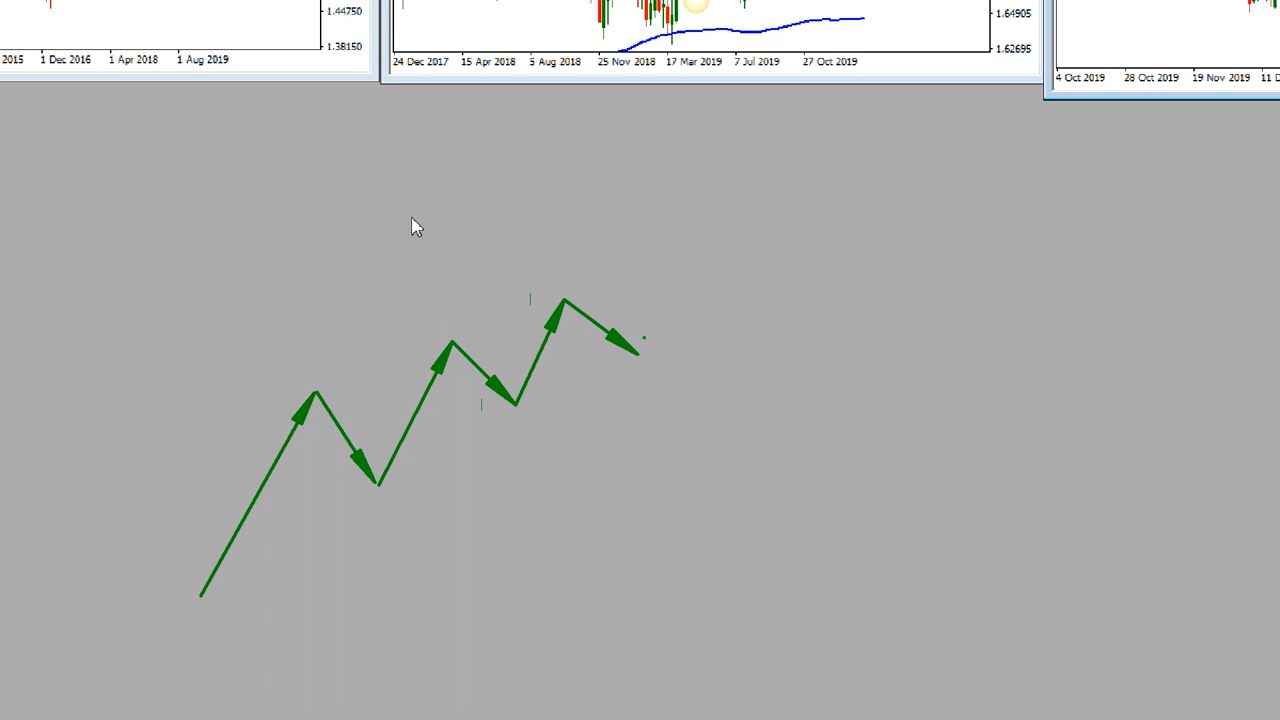 1.44750
1.38150
2015 1 Dec 2016 1 Apr 2018 1 Aug 2019
1.64905
1.62695
24 Dec 2017 15 Apr 2018 5 Aug 2018 25 Nov 2018 17 Mar 2019 7 Jul 2019 27 Oct 2019
4 Oct 2019 28 Oct 2019 19 Nov 2019 11 D